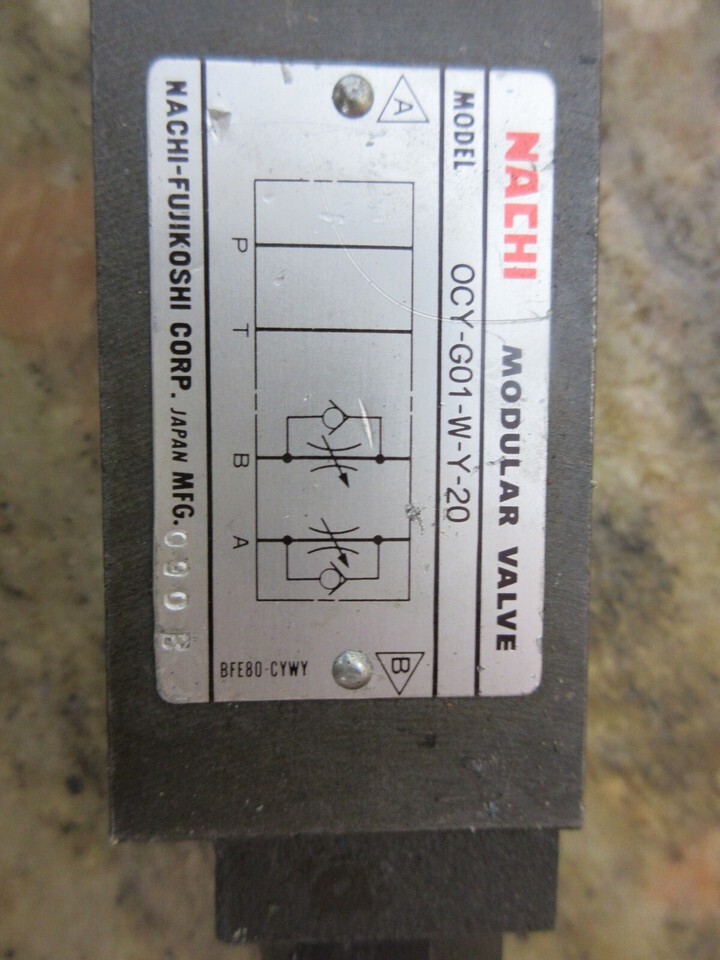 NACHI MODULAR VALVE
MODEL OCY-G01-W-Y-20
A
B
P
T
B
A
BFE80-CYWY
NACHI-FUJIKOSHI CORP. JAPAN MFG.